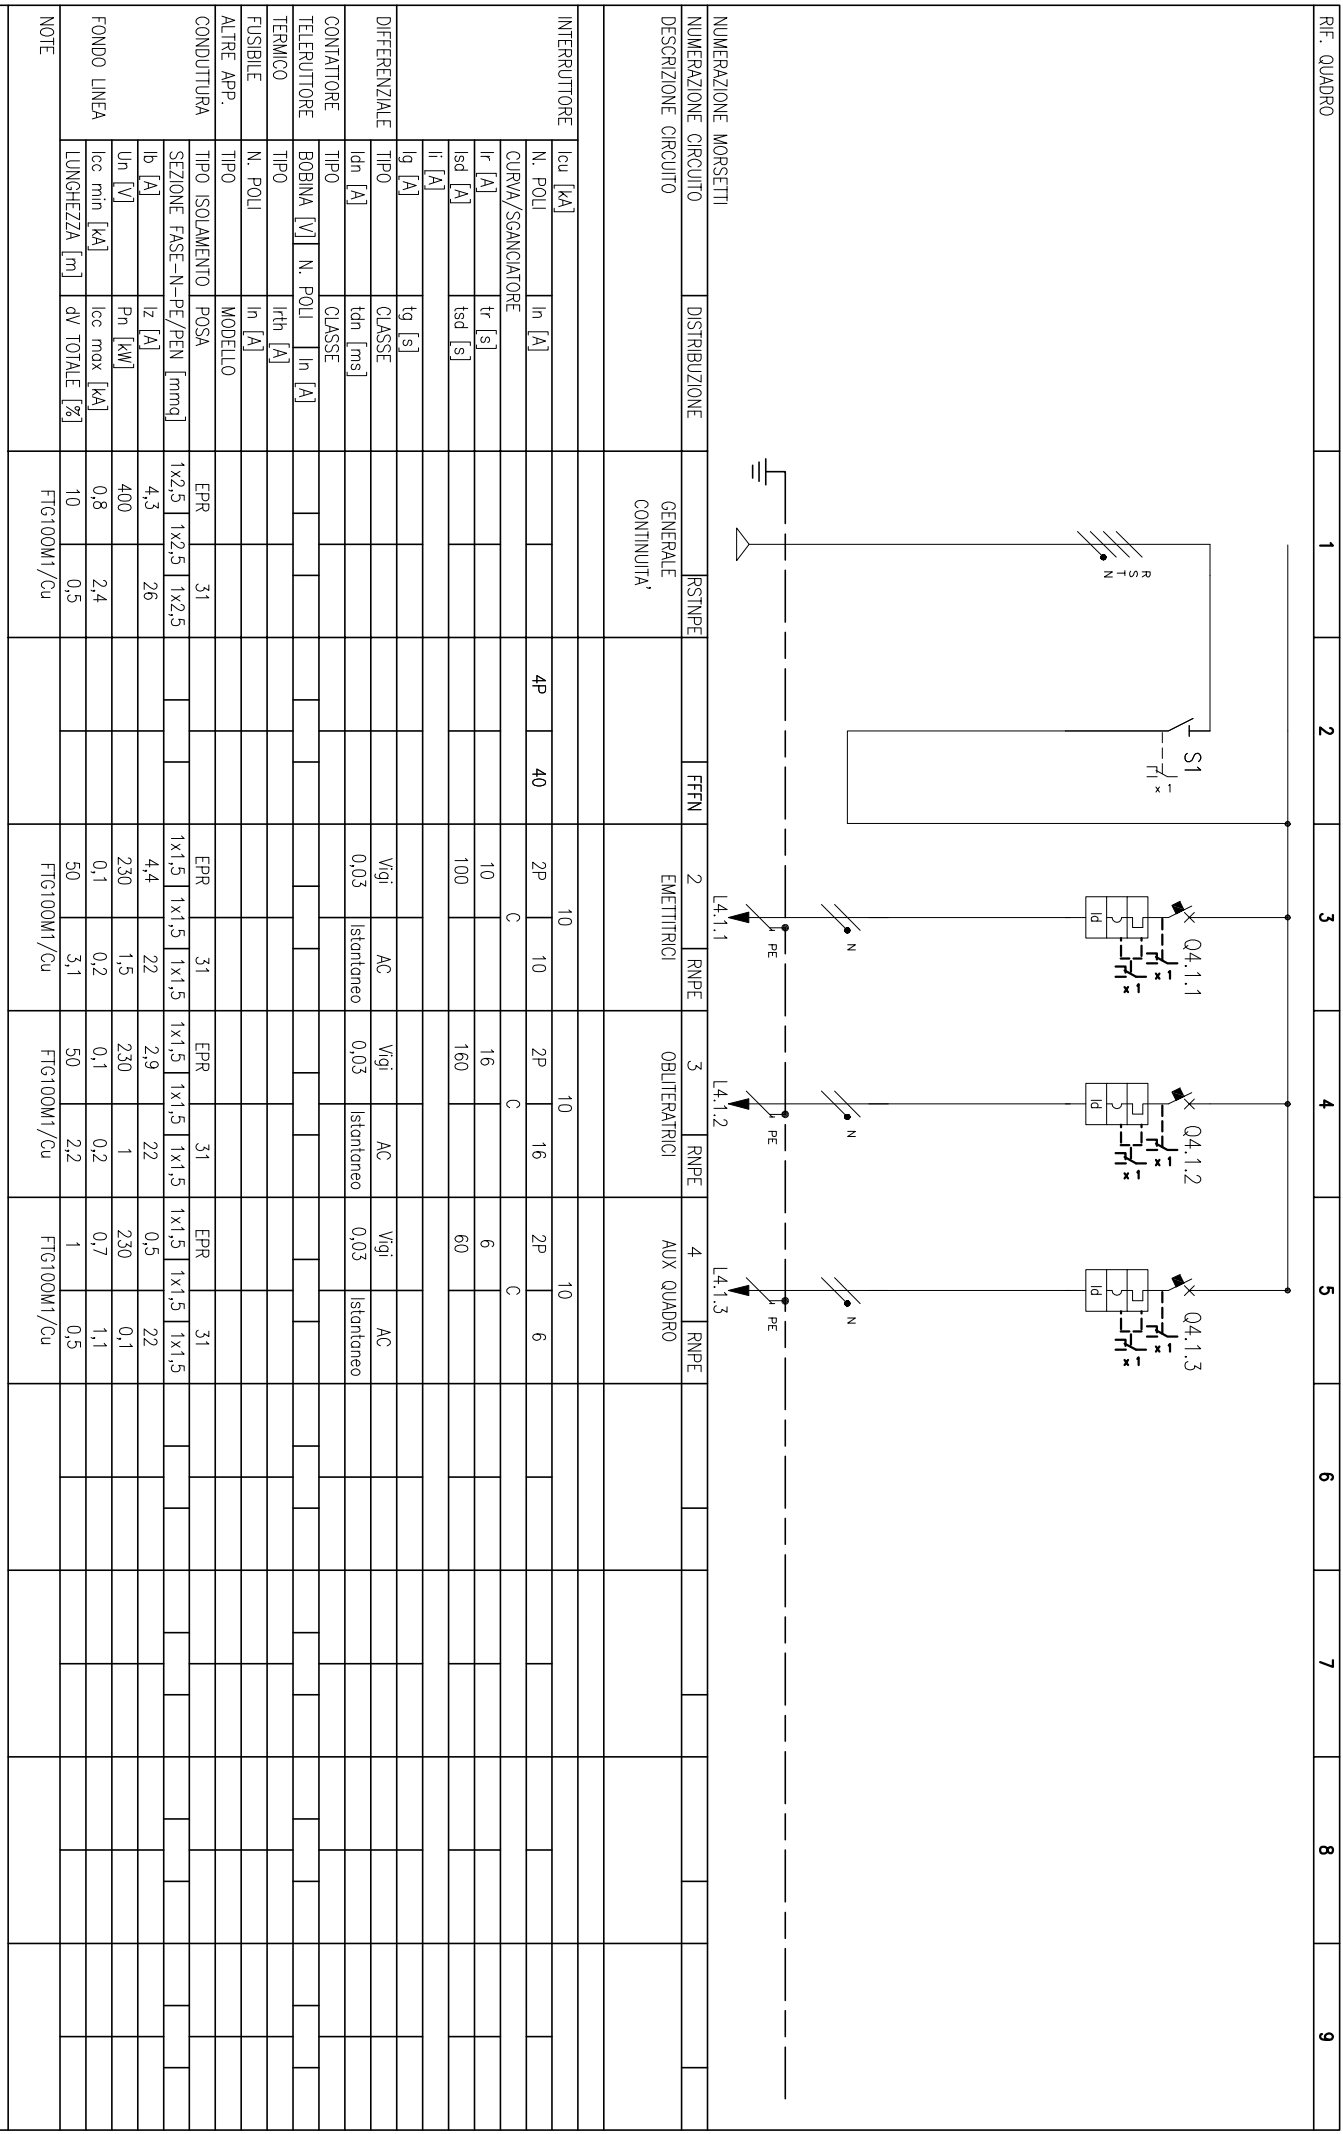 RIF. QUADRO 1 2 3 4 5 6 7 8 9
S1 Q4.1.1 Q4.1.2 Q4.1.3
x 1 x 1 x 1 x 1 x 1 x 1 x 1
Id Id Id
R
S
T
N
N N N
PE PE PE
NUMERAZIONE MORSETTI L4.1.1 L4.1.2 L4.1.3
NUMERAZIONE CIRCUITO DISTRIBUZIONE RSTNPE FFFN 2 RNPE 3 RNPE 4 RNPE
DESCRIZIONE CIRCUITO GENERALE EMETTITRICI OBLITERATRICI AUX QUADRO
CONTINUITA'
INTERRUTTORE Icu [kA] 10 10 10
N. POLI In [A] 4P 40 2P 10 2P 16 2P 6
CURVA/SGANCIATORE C C C
Ir [A] tr [s] 10 16 6
Isd [A] tsd [s] 100 160 60
Ii [A]
Ig [A] tg [s]
DIFFERENZIALE TIPO CLASSE Vigi AC Vigi AC Vigi AC
Idn [A] tdn [ms] 0,03 Istantaneo 0,03 Istantaneo 0,03 Istantaneo
CONTATTORE TIPO CLASSE
TELERUTTORE BOBINA [V] N. POLI In [A]
TERMICO TIPO Irth [A]
FUSIBILE N. POLI In [A]
ALTRE APP. TIPO MODELLO
CONDUTTURA TIPO ISOLAMENTO POSA EPR 31 EPR 31 EPR 31 EPR 31
SEZIONE FASE-N-PE/PEN [mmq] 1x2,5 1x2,5 1x2,5 1x1,5 1x1,5 1x1,5 1x1,5 1x1,5 1x1,5 1x1,5 1x1,5 1x1,5
Ib [A] Iz [A] 4,3 26 4,4 22 2,9 22 0,5 22
Un [V] Pn [kW] 400 230 1,5 230 1 230 0,1
FONDO LINEA Icc min [kA] Icc max [kA] 0,8 2,4 0,1 0,2 0,1 0,2 0,7 1,1
LUNGHEZZA [m] dV TOTALE [%] 10 0,5 50 3,1 50 2,2 1 0,5
NOTE FTG10OM1/Cu FTG10OM1/Cu FTG10OM1/Cu FTG10OM1/Cu